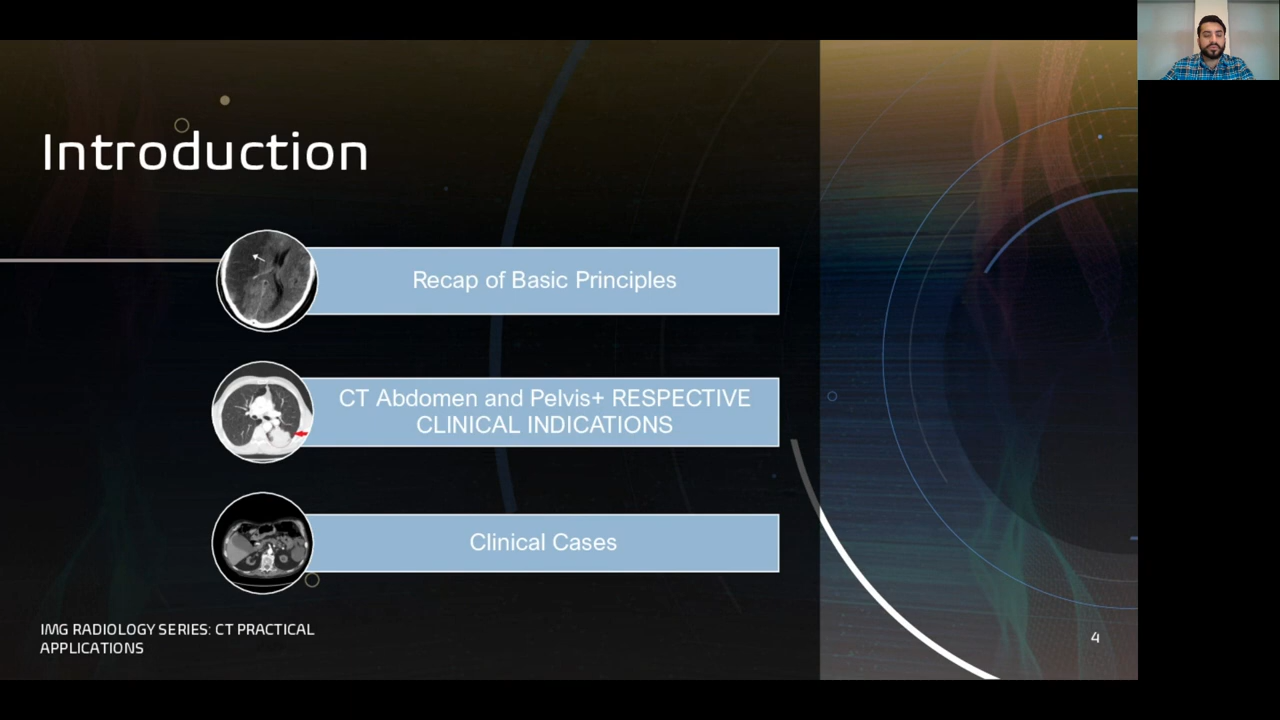 Introduction
Recap of Basic Principles
CT Abdomen and Pelvis+ RESPECTIVE
CLINICAL INDICATIONS
Clinical Cases
IMG RADIOLOGY SERIES: CT PRACTICAL
APPLICATIONS
4